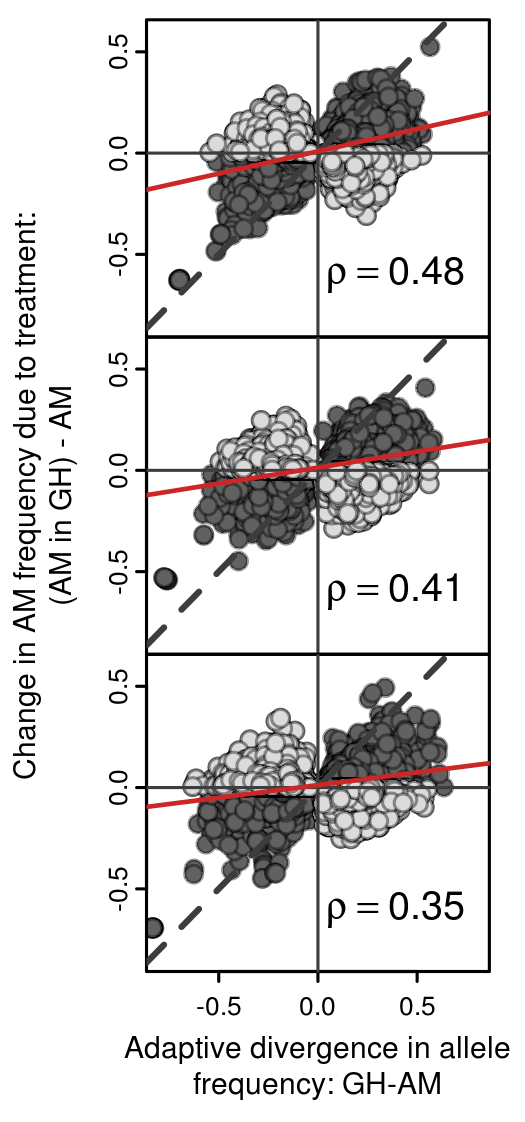 Change in AM frequency due to treatment:
(AM in GH) - AM
0.5
0.0
-0.5
ρ = 0.48
0.5
0.0
-0.5
ρ = 0.41
0.5
0.0
-0.5
ρ = 0.35
-0.5 0.0 0.5
Adaptive divergence in allele
frequency: GH-AM